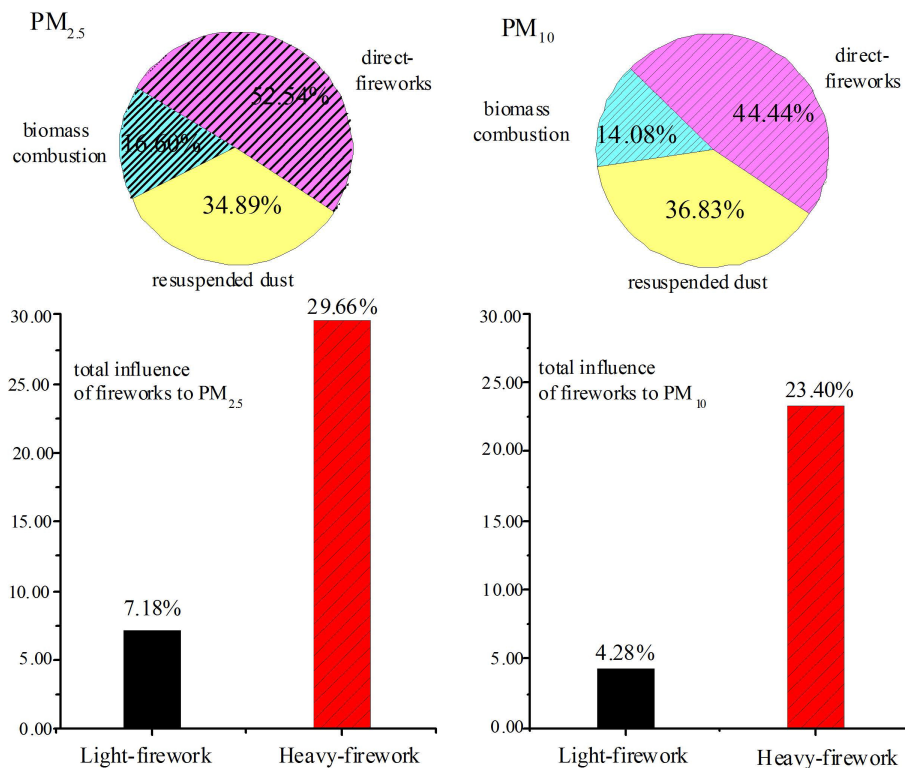 PM2.5
direct-
fireworks
52.54%
biomass
combustion
16.60%
34.89%
resuspended dust
PM10
direct-
fireworks
44.44%
biomass
combustion
14.08%
36.83%
resuspended dust
30.00
25.00
20.00
15.00
10.00
5.00
0.00
total influence
of fireworks to PM2.5
29.66%
7.18%
Light-firework
Heavy-firework
30.00
25.00
20.00
15.00
10.00
5.00
0.00
total influence
of fireworks to PM10
23.40%
4.28%
Light-firework
Heavy-firework